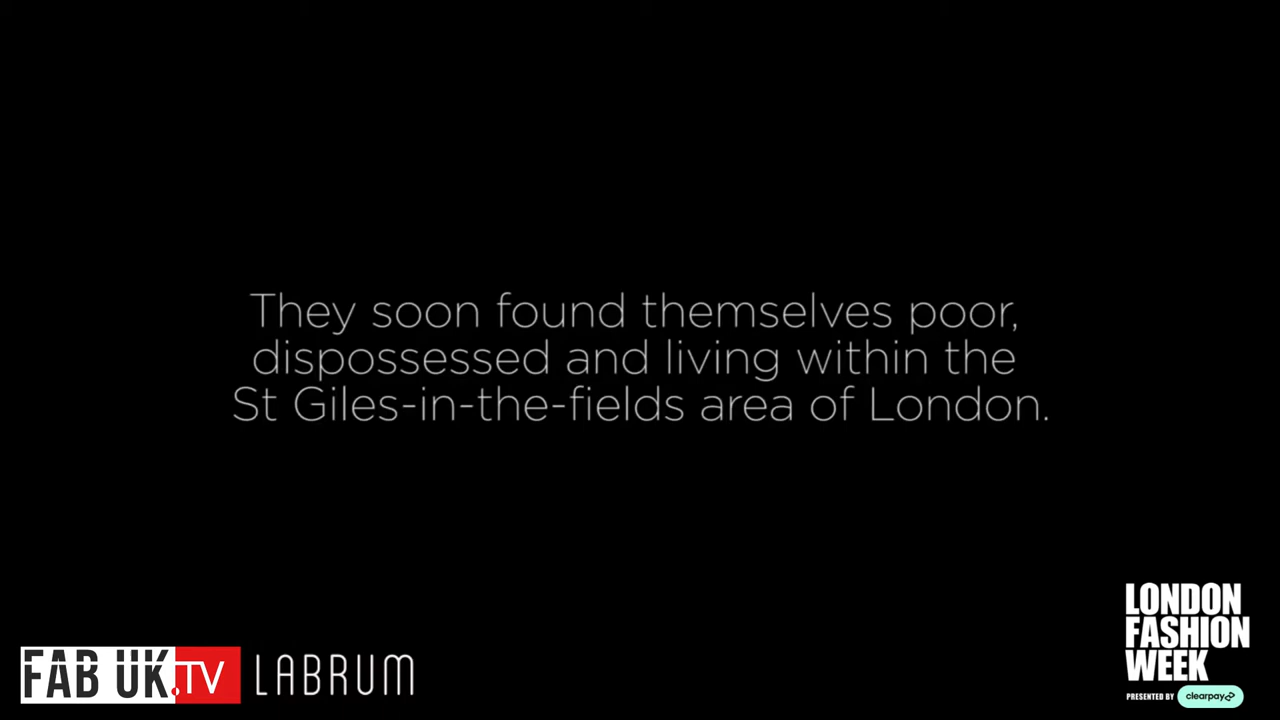 They soon found themselves poor,
dispossessed and living within the
St Giles-in-the-fields area of London.
FAB UK.TV LABRUM
LONDON
FASHION
WEEK
PRESENTED BY clearpay